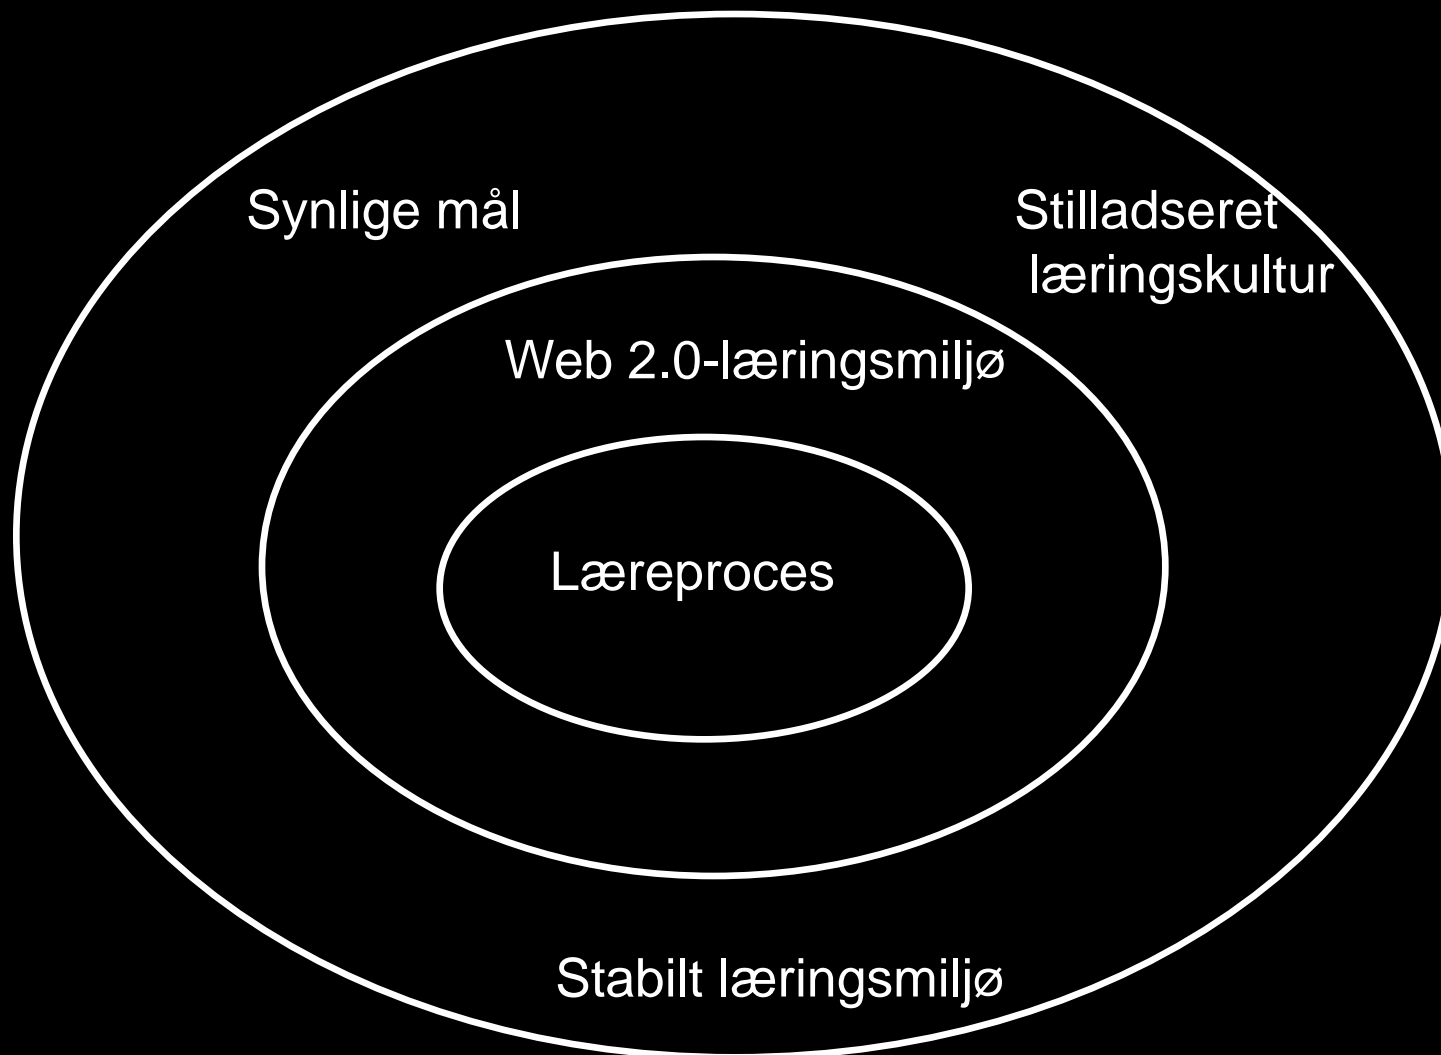 Synlige mål
Stilladseret
læringskultur
Web 2.0-læringsmiljø
Læreproces
Stabilt læringsmiljø